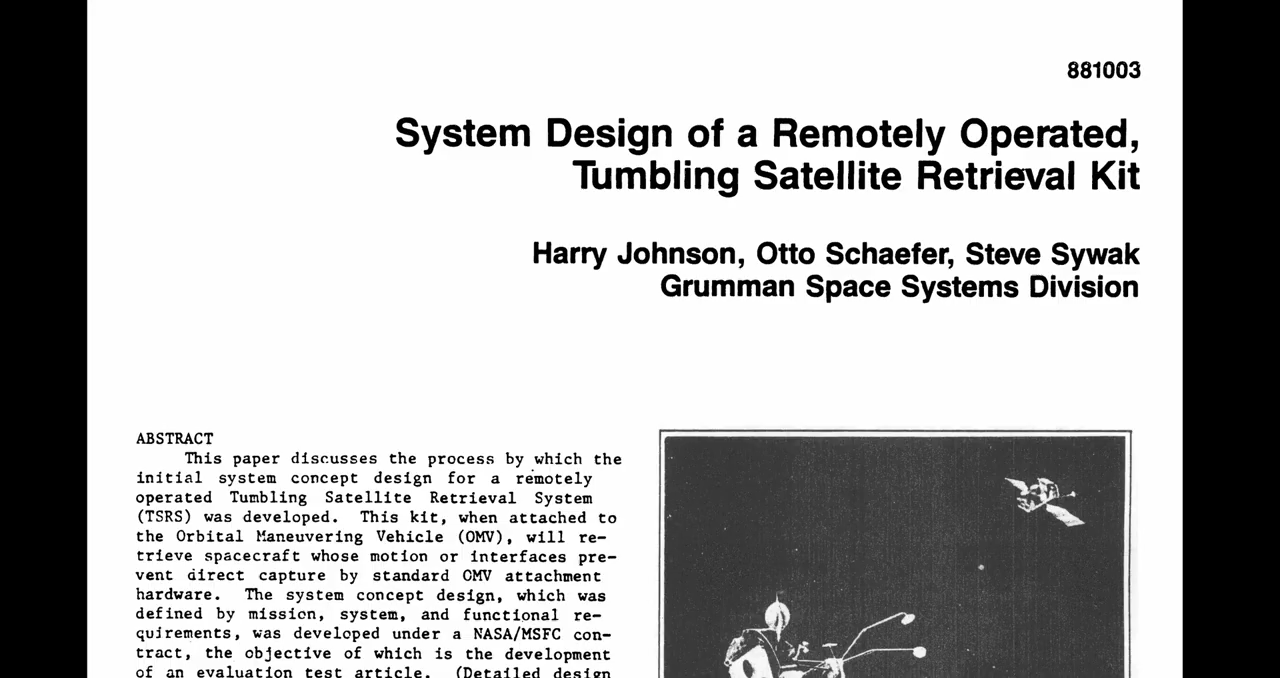 881003
System Design of a Remotely Operated,
Tumbling Satellite Retrieval Kit
Harry Johnson, Otto Schaefer, Steve Sywak
Grumman Space Systems Division
ABSTRACT
This paper discusses the process by which the
initial system concept design for a remotely
operated Tumbling Satellite Retrieval System
(TSRS) was developed. This kit, when attached to
the Orbital Maneuvering Vehicle (OMV), will re-
trieve spacecraft whose motion or interfaces pre-
vent direct capture by standard OMV attachment
hardware. The system concept design, which was
defined by mission, system, and functional re-
quirements, was developed under a NASA/MSFC con-
tract, the objective of which is the development
of an evaluation test article. (Detailed design